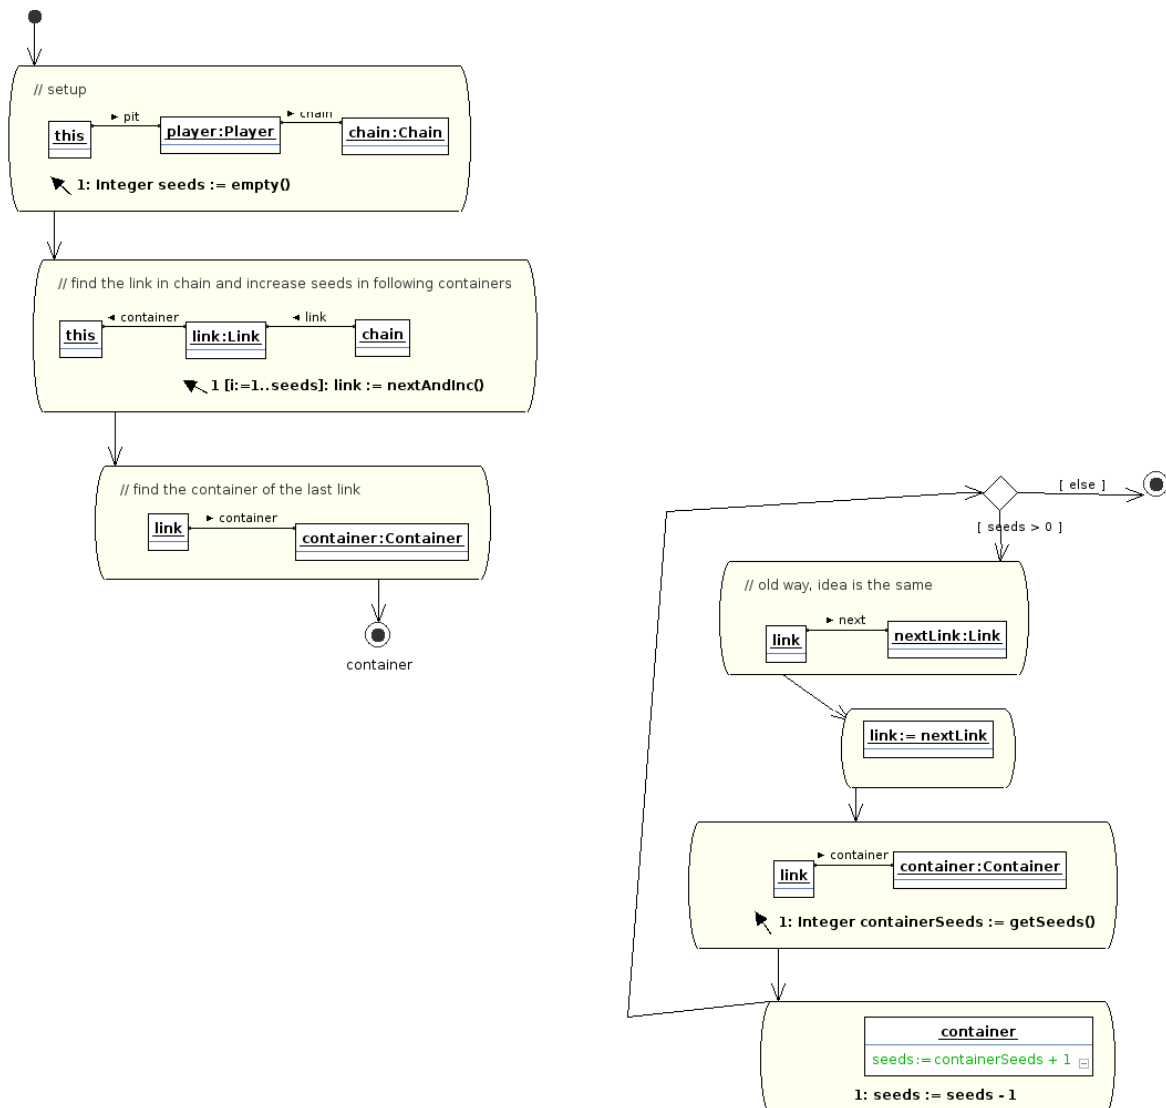 // setup
► pit
► chain
this
player:Player
chain:Chain
1: Integer seeds := empty()
// find the link in chain and increase seeds in following containers
◄ container
◄ link
this
link:Link
chain
1 [i:=1..seeds]: link := nextAndInc()
// find the container of the last link
► container
link
container:Container
container
[ else ]
[ seeds > 0 ]
// old way, idea is the same
► next
link
nextLink:Link
link:= nextLink
► container
link
container:Container
1: Integer containerSeeds := getSeeds()
container
seeds:= containerSeeds + 1
1: seeds := seeds - 1